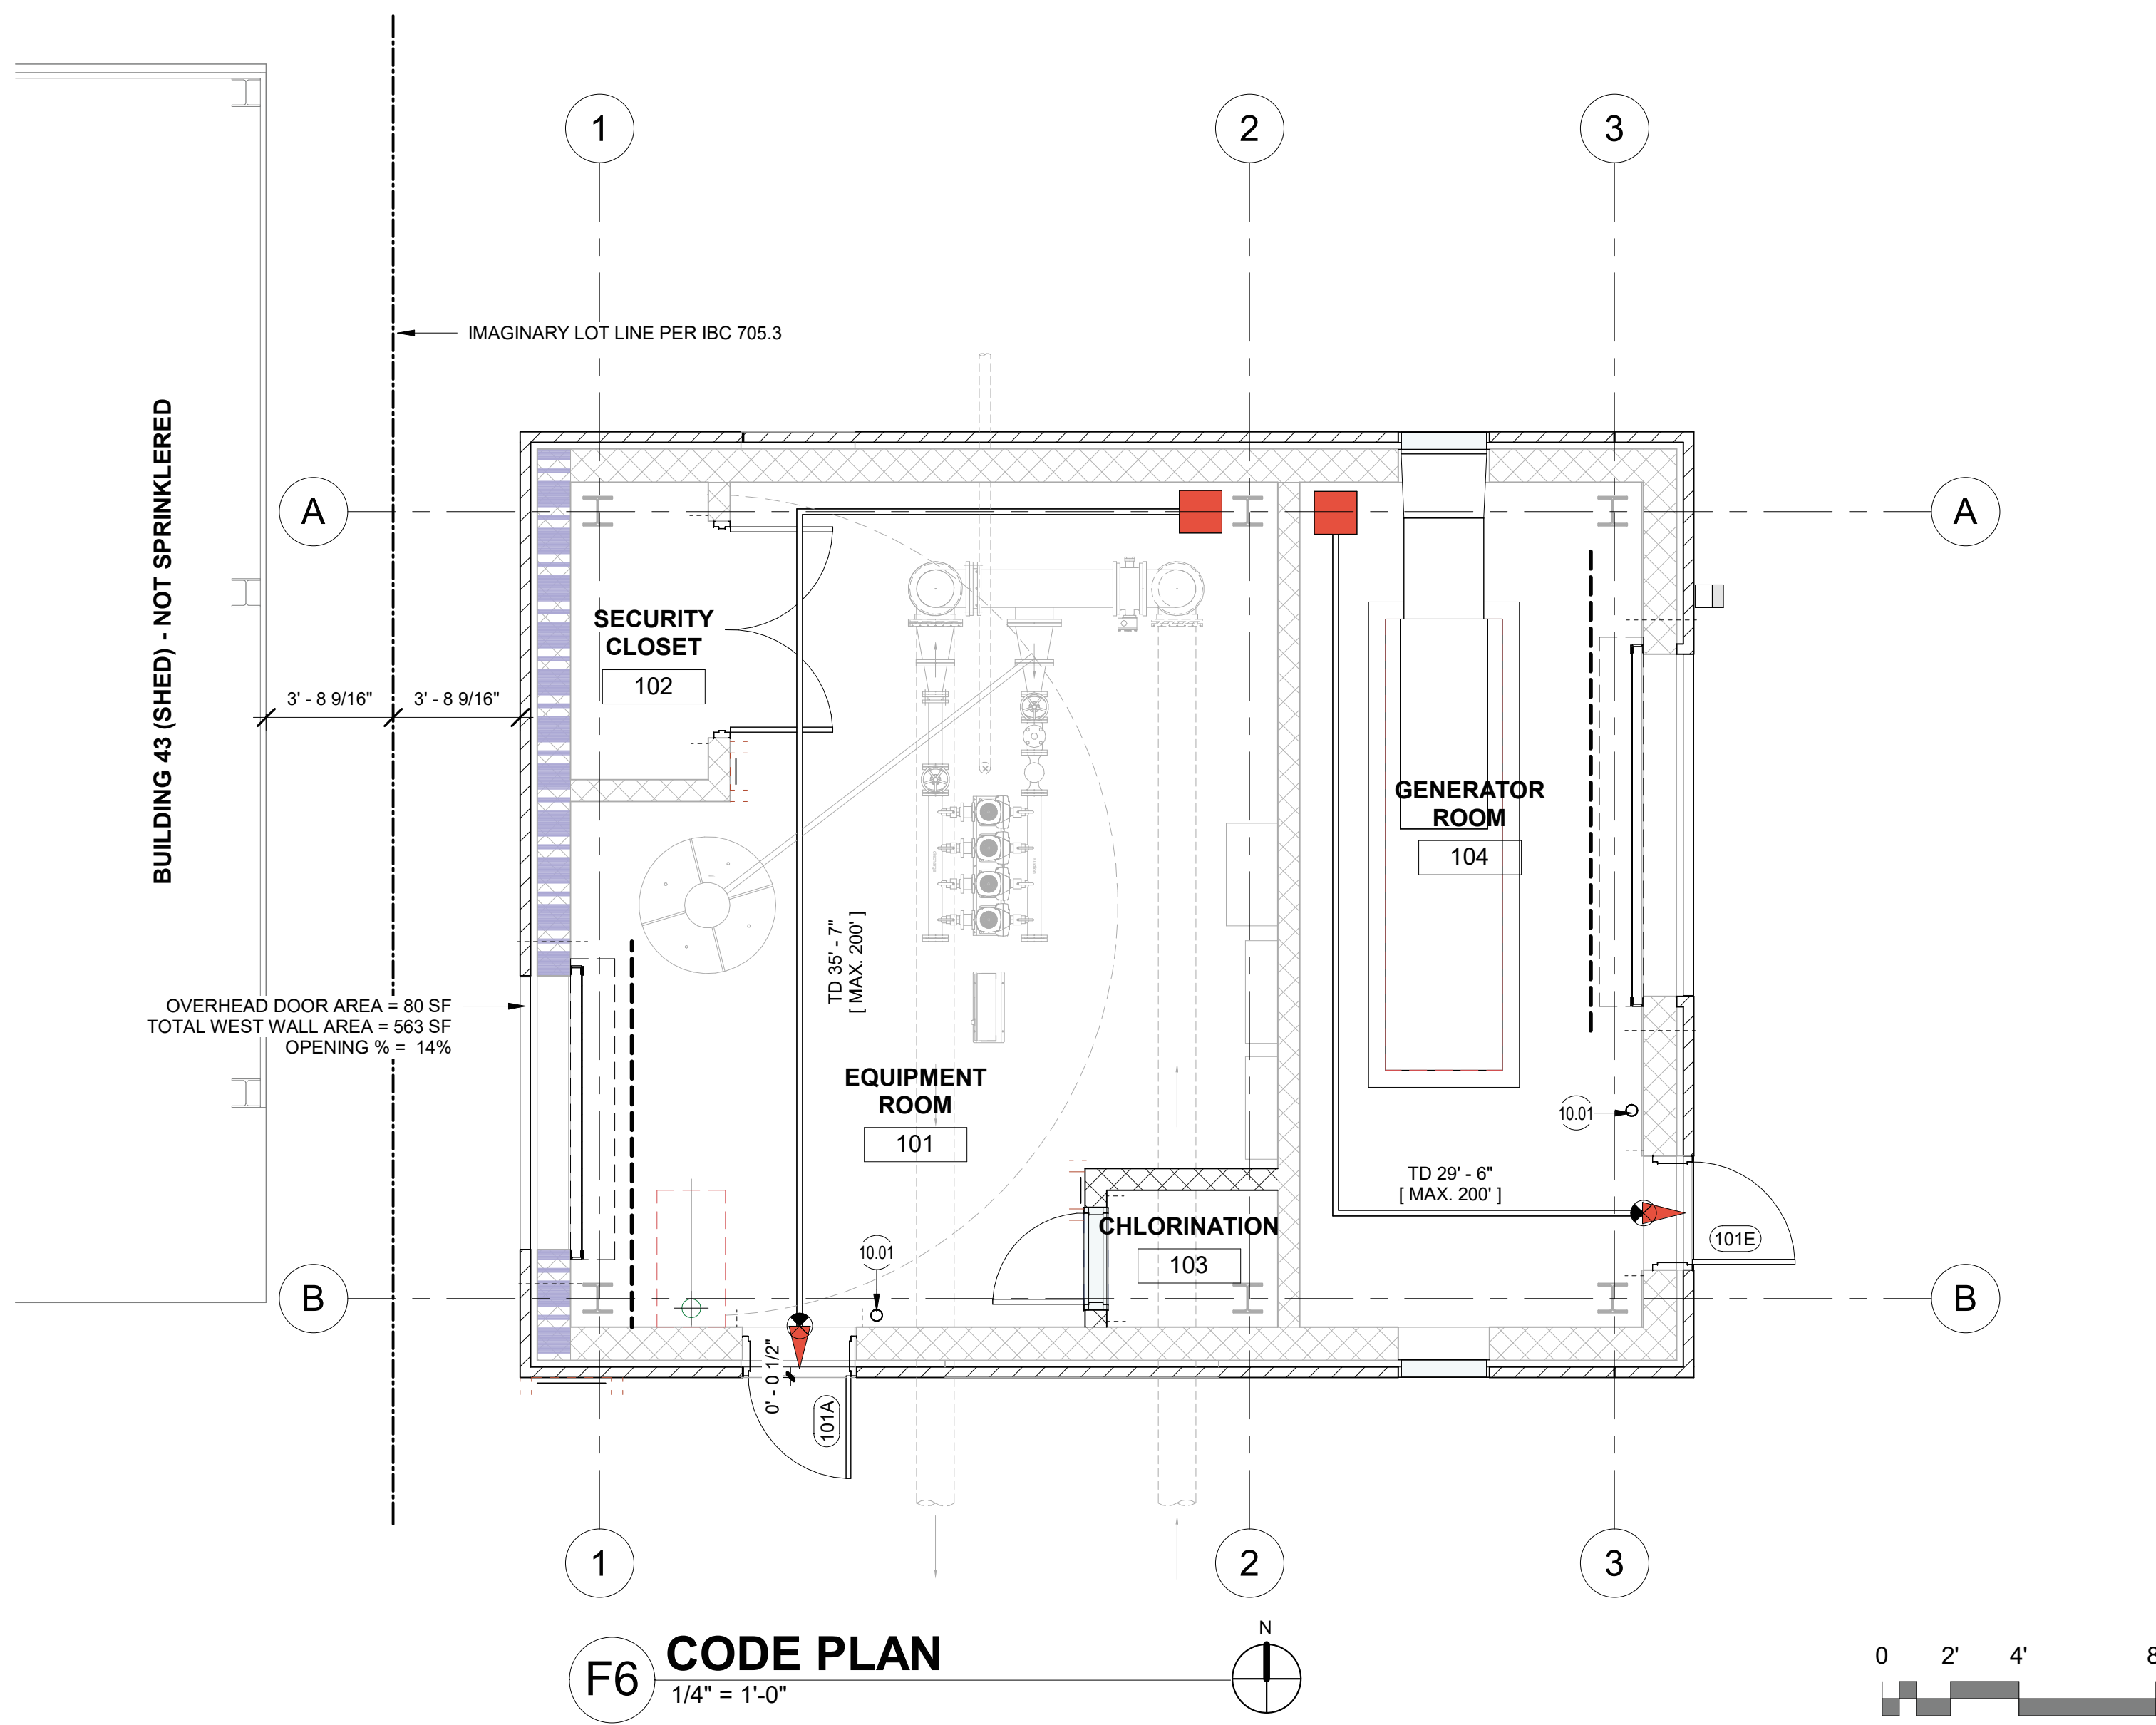 1
2
3
IMAGINARY LOT LINE PER IBC 705.3
BUILDING 43 (SHED) - NOT SPRINKLERED
A
A
SECURITY
CLOSET
102
3' - 8 9/16"
3' - 8 9/16"
GENERATOR
ROOM
104
TD 35' - 7"
[ MAX. 200' ]
OVERHEAD DOOR AREA = 80 SF
TOTAL WEST WALL AREA = 563 SF
OPENING % = 14%
EQUIPMENT
ROOM
101
10.01
TD 29' - 6"
[ MAX. 200' ]
CHLORINATION
103
10.01
101E
B
B
0' - 0 1/2"
101A
1
2
3
F6
CODE PLAN
1/4" = 1'-0"
N
0 2' 4' 8